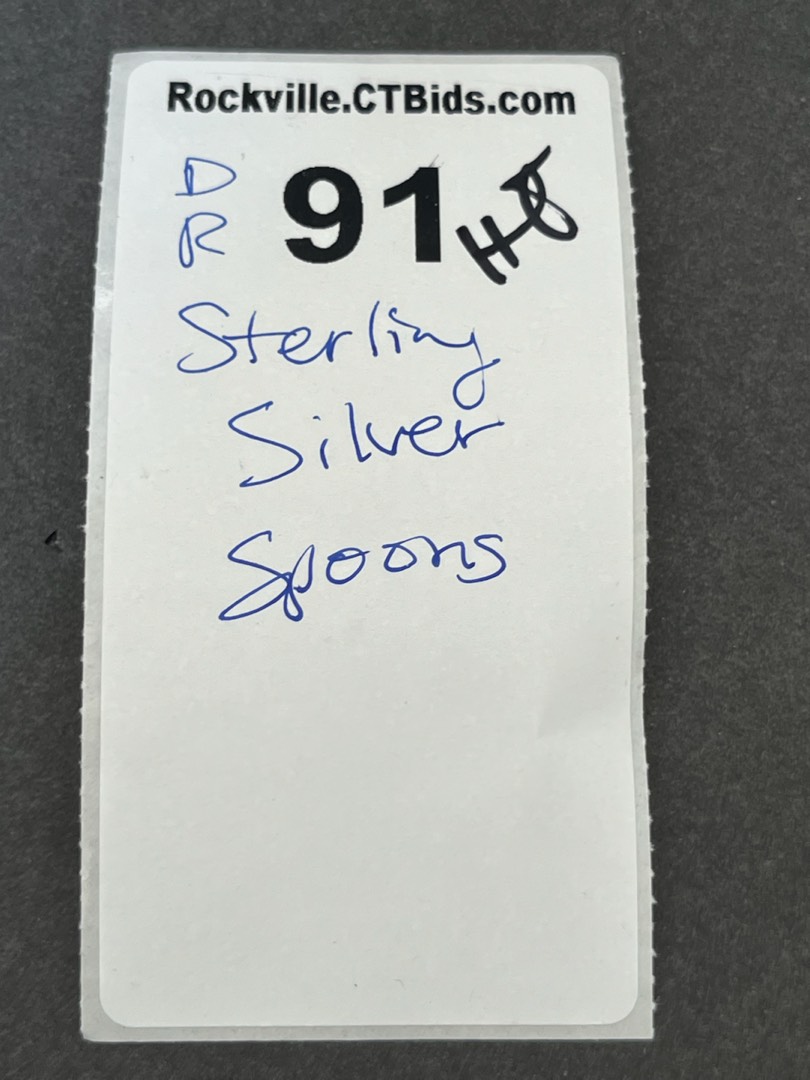 Rockville.CTBids.com
D 91
R
Sterling
Silver
Spoons